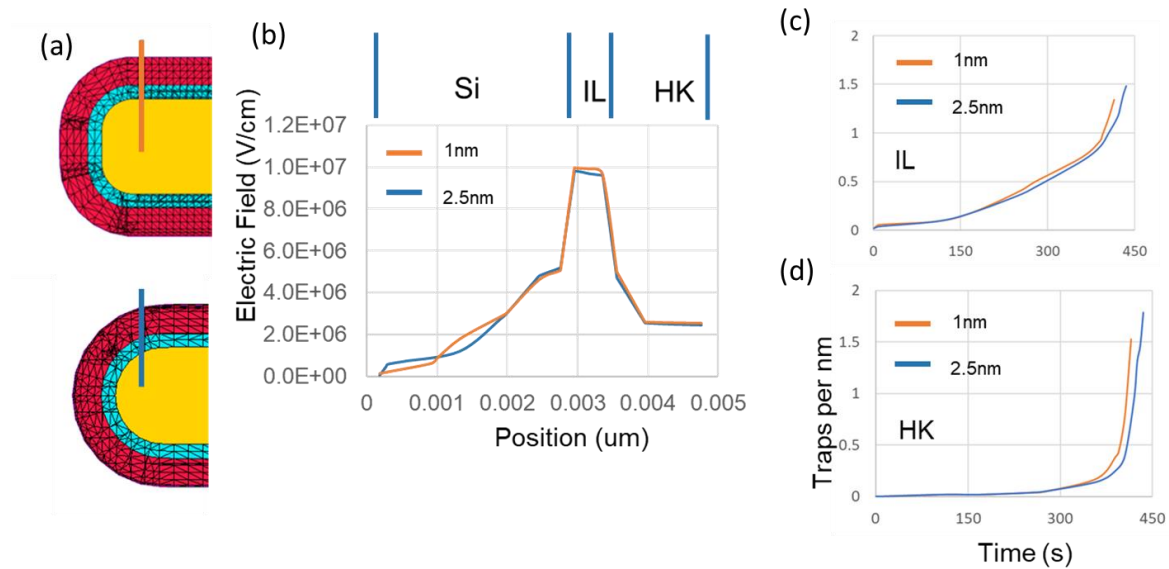 (a)
(b)
Si
IL
HK
1.2E+07
1.0E+07
8.0E+06
6.0E+06
4.0E+06
2.0E+06
0.0E+00
Electric Field (V/cm)
1nm
2.5nm
0
0.001
0.002
0.003
0.004
0.005
Position (um)
(c)
2
1.5
1
0.5
0
1nm
2.5nm
IL
0
150
300
450
(d)
2
1.5
1
0.5
0
Traps per nm
1nm
2.5nm
HK
0
150
300
450
Time (s)